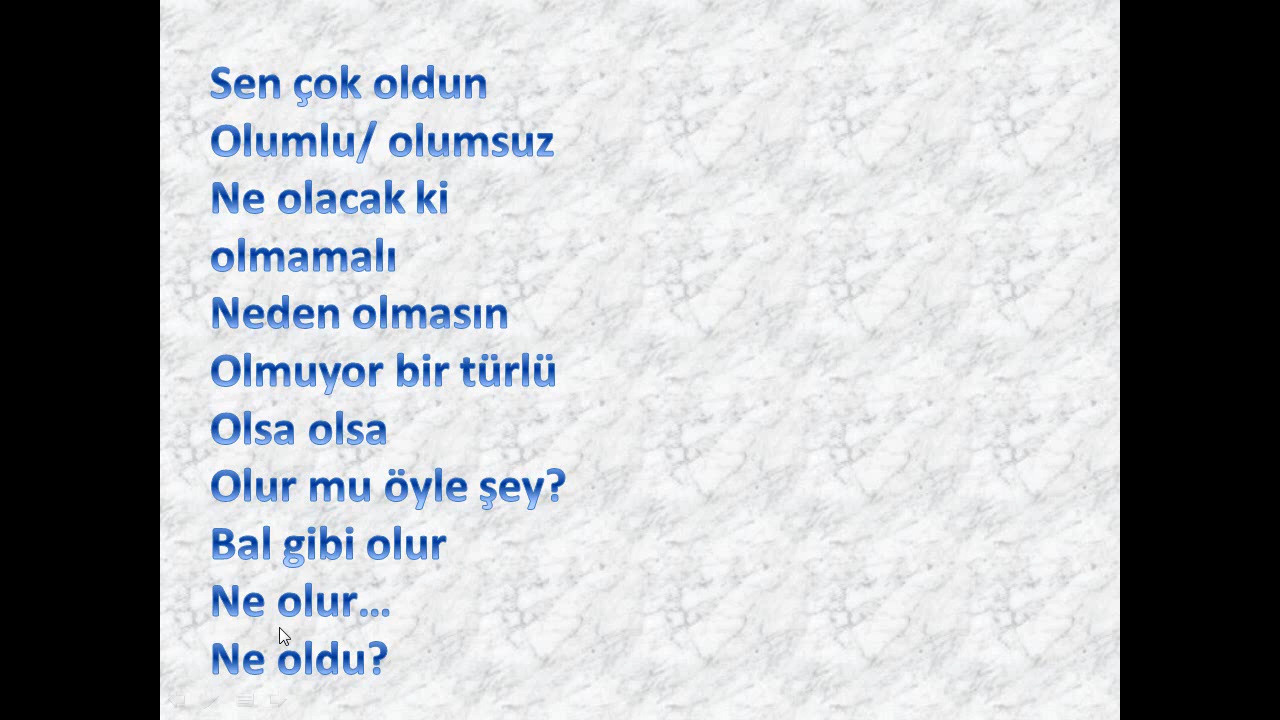 Sen çok oldun
Olumlu/ olumsuz
Ne olacak ki
olmamalı
Neden olmasın
Olmuyor bir türlü
Olsa olsa
Olur mu öyle şey?
Bal gibi olur
Ne olur...
Ne oldu?